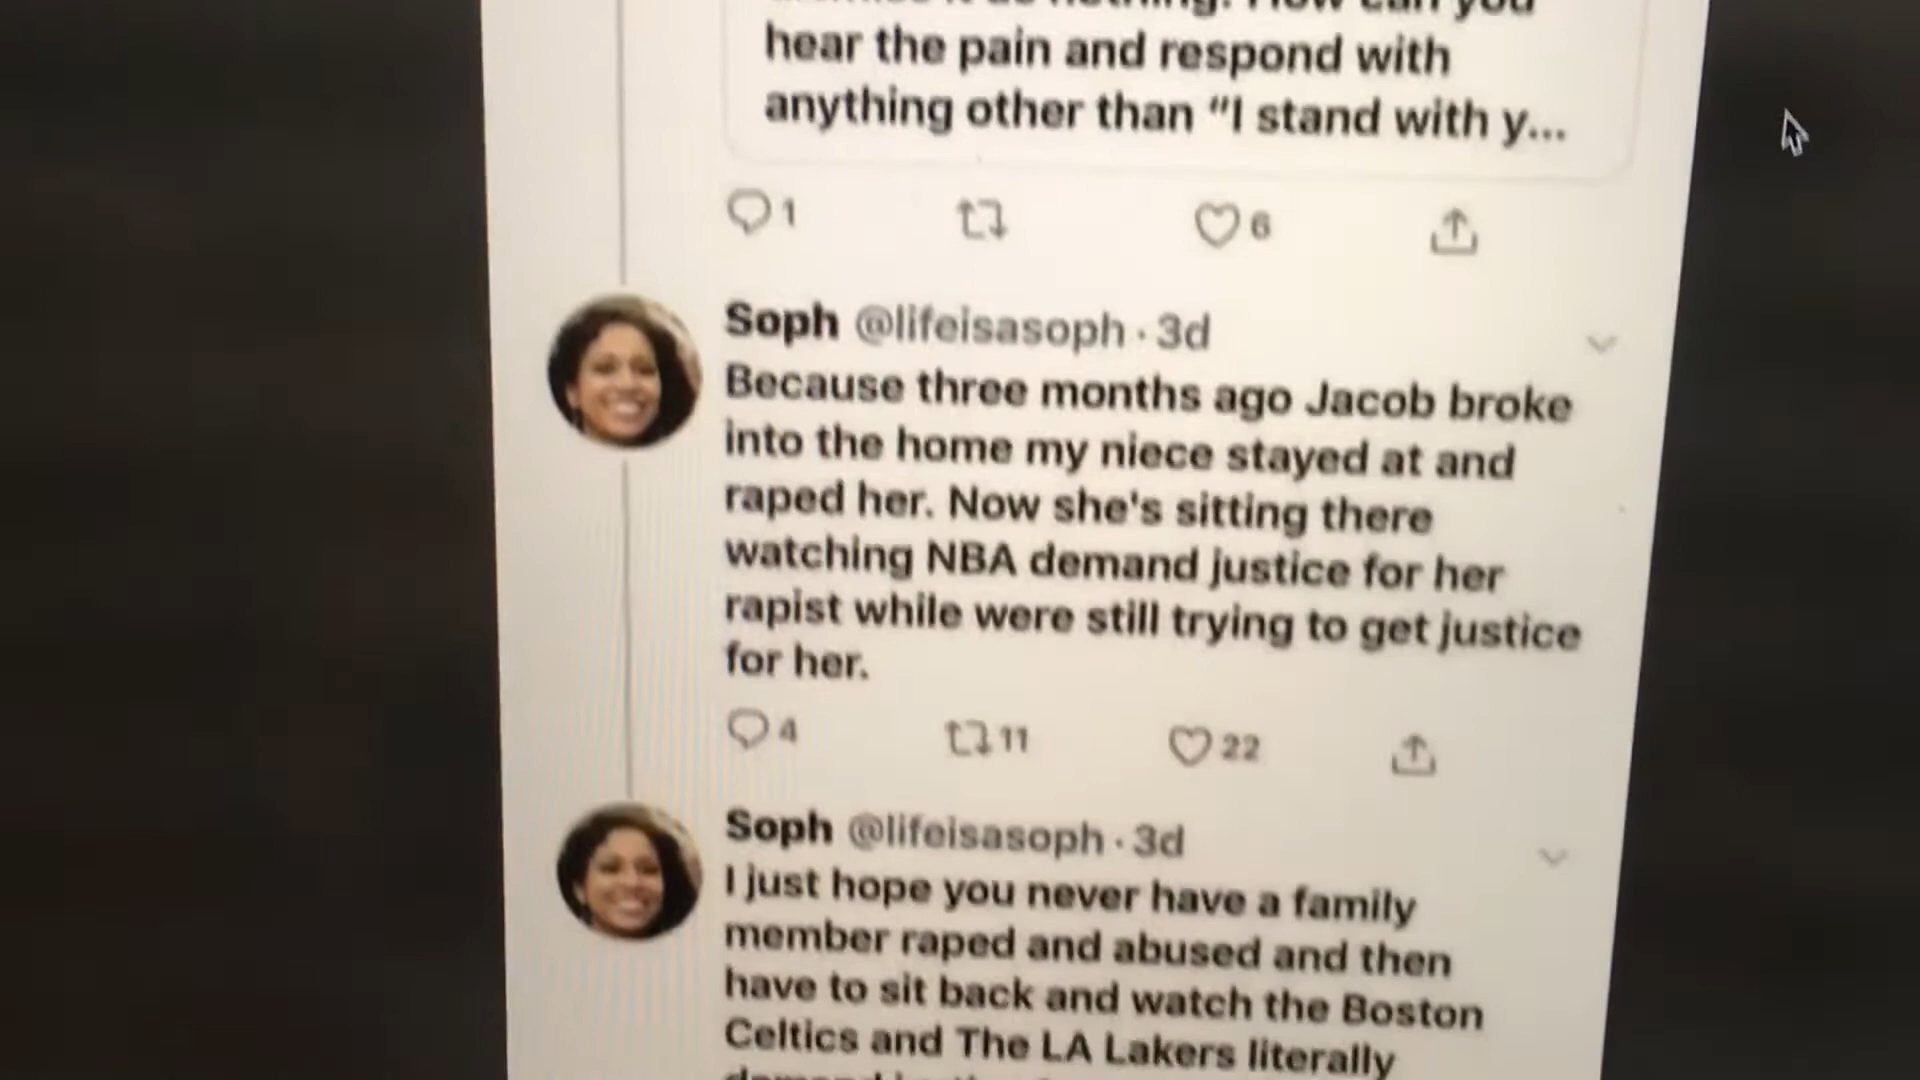 hear the pain and respond with
anything other than “I stand with y...
1 6
Soph @lifeisasoph · 3d
Because three months ago Jacob broke
into the home my niece stayed at and
raped her. Now she's sitting there
watching NBA demand justice for her
rapist while were still trying to get justice
for her.
4 11 22
Soph @lifeisasoph · 3d
I just hope you never have a family
member raped and abused and then
have to sit back and watch the Boston
Celtics and The LA Lakers literally